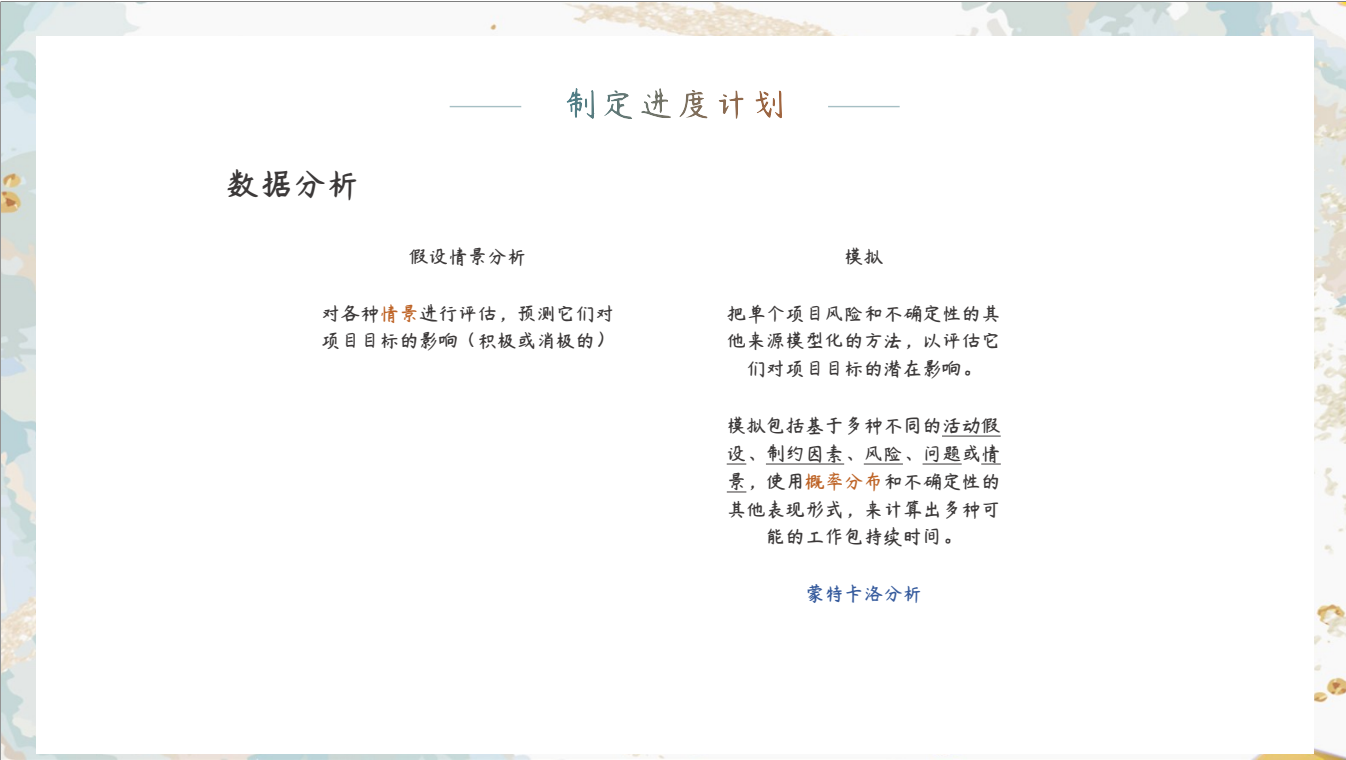 制定进度计划
数据分析
假设情景分析
对各种情景进行评估，预测它们对
项目目标的影响（积极或消极的）
模拟
把单个项目风险和不确定性的其
他来源模型化的方法，以评估它
们对项目目标的潜在影响。
模拟包括基于多种不同的活动假
设、制约因素、风险、问题或情
景，使用概率分布和不确定性的
其他表现形式，来计算出多种可
能的工作包持续时间。
蒙特卡洛分析